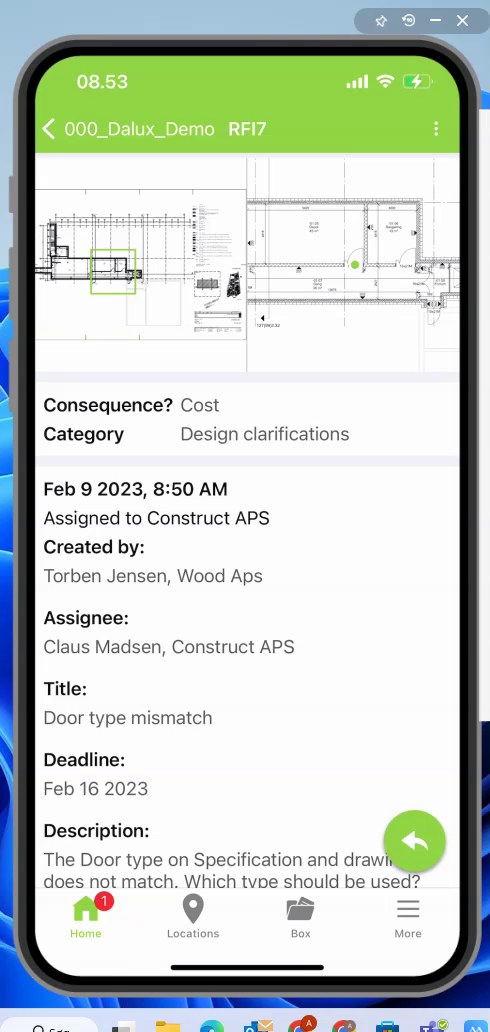 08.53
000_Dalux_Demo RFI7
Consequence? Cost
Category Design clarifications
Feb 9 2023, 8:50 AM
Assigned to Construct APS
Created by:
Torben Jensen, Wood Aps
Assignee:
Claus Madsen, Construct APS
Title:
Door type mismatch
Deadline:
Feb 16 2023
Description:
The Door type on Specification and
does not match. Which type should be used?
1
Home Locations Box More